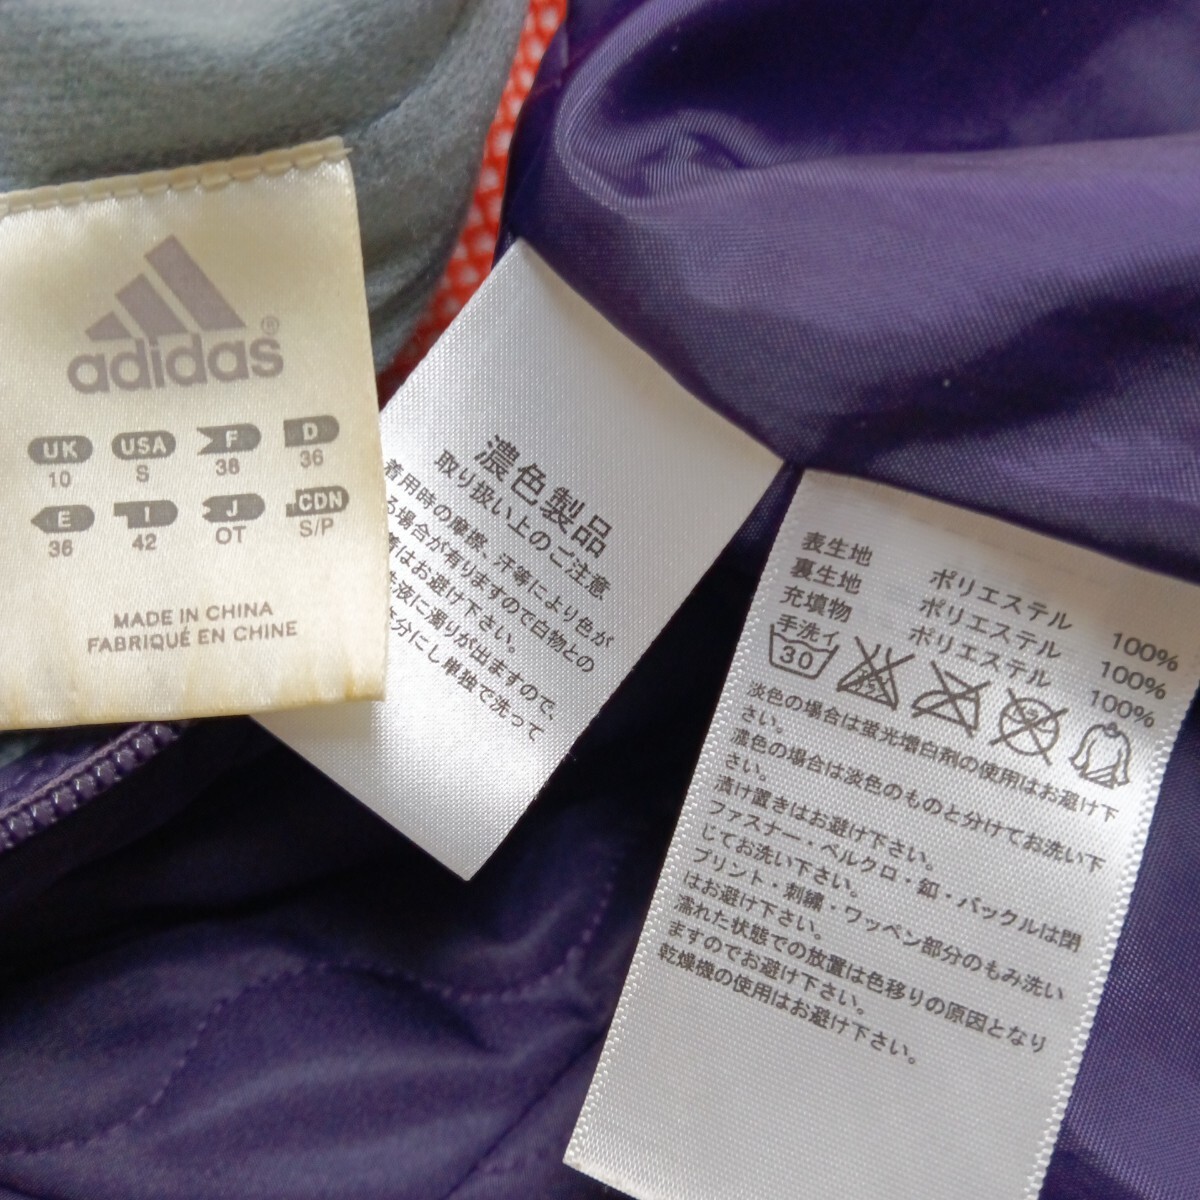 adidas®
UK USA F D
10 S 38 36
E I J CDN
36 42 OT S/P
MADE IN CHINA
FABRIQUÉ EN CHINE
濃色製品
取り扱い上のご注意
着用時の摩擦、汗等により色が
る場合が有りますので白物との
着はお避け下さい。
洗液に濁りが出ますので、
充分にし単独で洗って
表生地 ポリエステル 100%
裏生地 ポリエステル 100%
充填物 ポリエステル 100%
手洗イ
30
淡色の場合は蛍光増白剤の使用はお避け下
さい。
濃色の場合は淡色のものと分けてお洗い下
さい。
漬け置きはお避け下さい。
ファスナー・ベルクロ・釦・バックルは閉
じてお洗い下さい。
プリント・刺繍・ワッペン部分のもみ洗い
はお避け下さい。
濡れた状態での放置は色移りの原因となり
ますのでお避け下さい。
乾燥機の使用はお避け下さい。